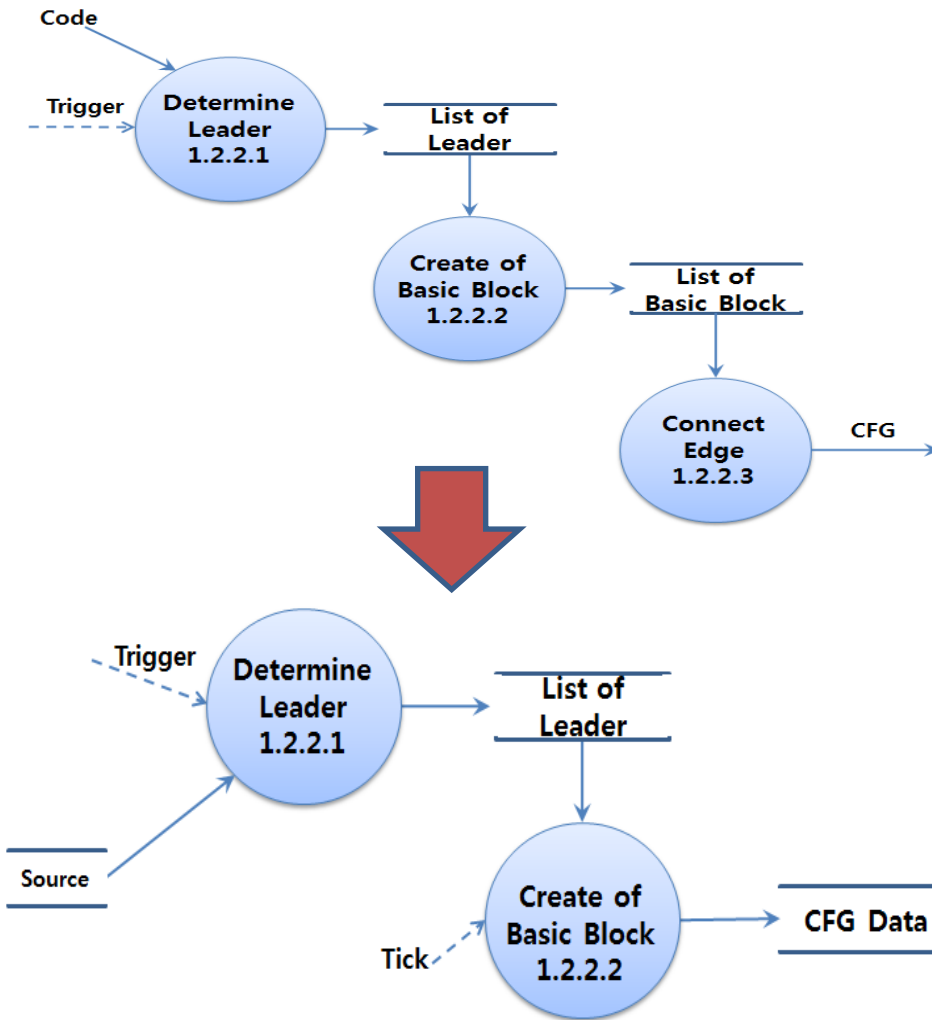 Code
Trigger
Determine
Leader
1.2.2.1
List of
Leader
Create of
Basic Block
1.2.2.2
List of
Basic Block
Connect
Edge
1.2.2.3
CFG
Trigger
Determine
Leader
1.2.2.1
List of
Leader
Source
Create of
Basic Block
1.2.2.2
Tick
CFG Data